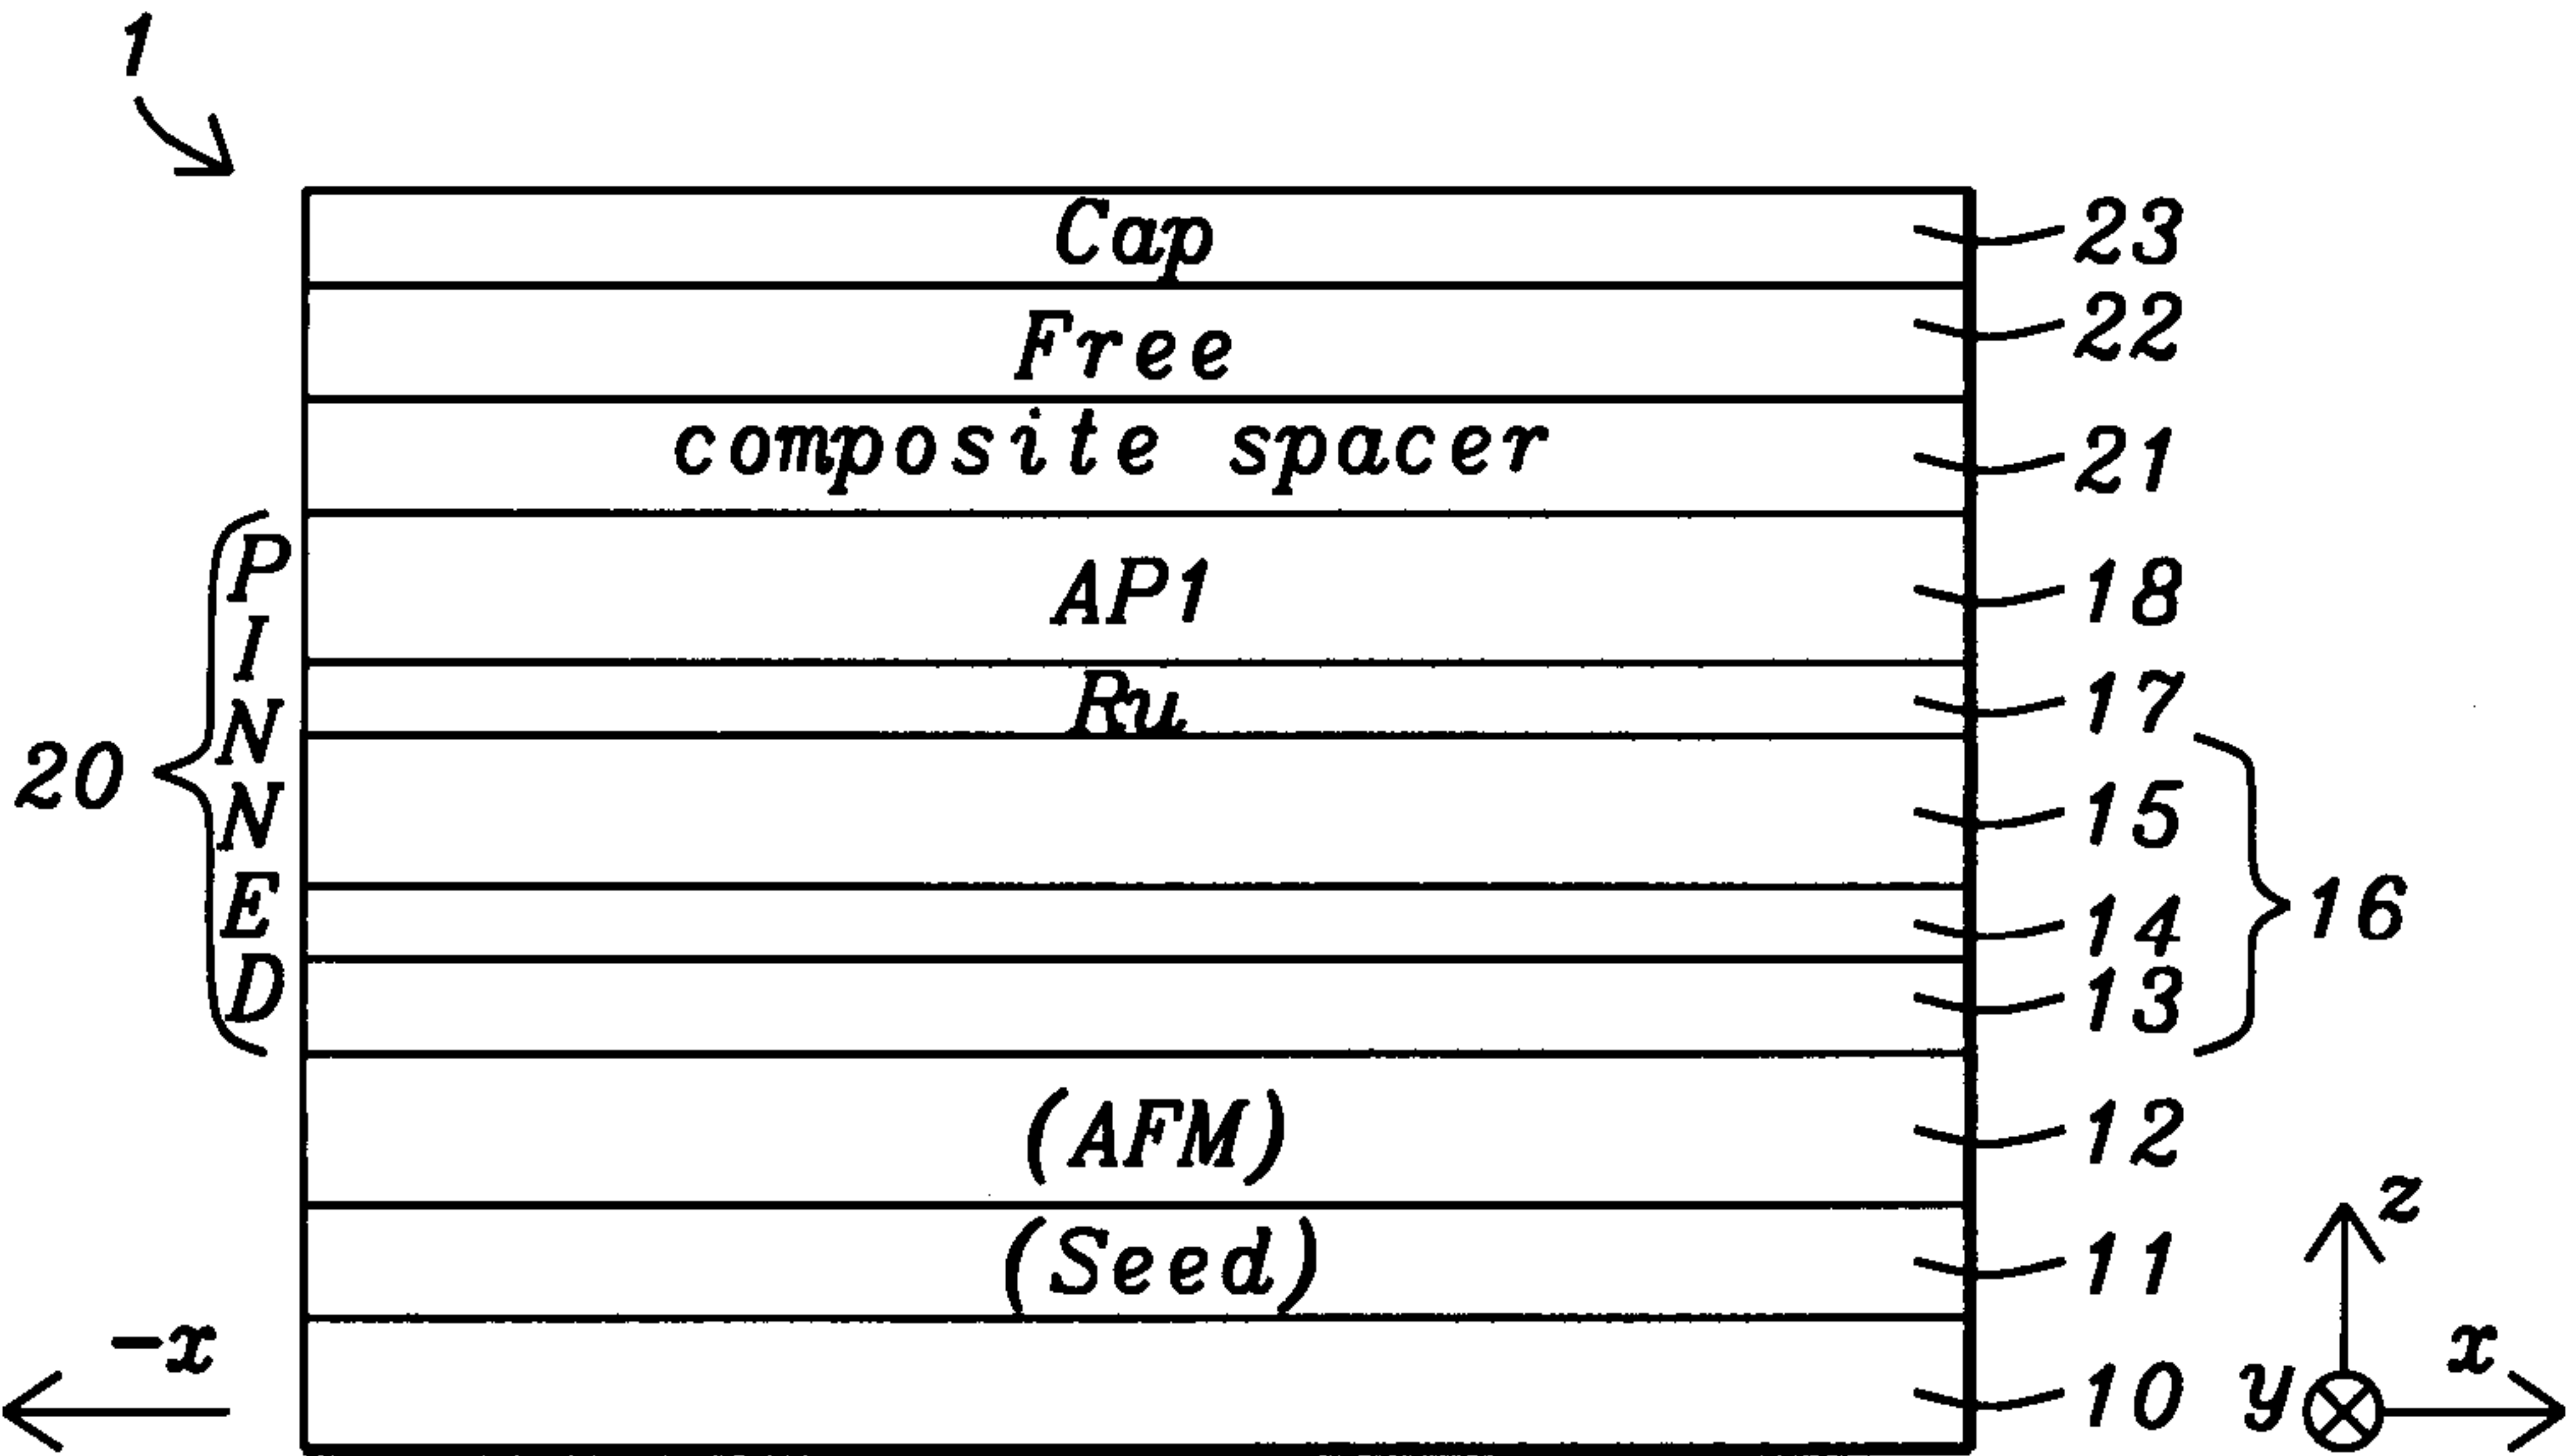 1
Cap 23
Free 22
composite spacer 21
PINNED
AP1 18
Ru 17
20
15
14
16
13
(AFM) 12
z
(Seed) 11
-x
x
10
y